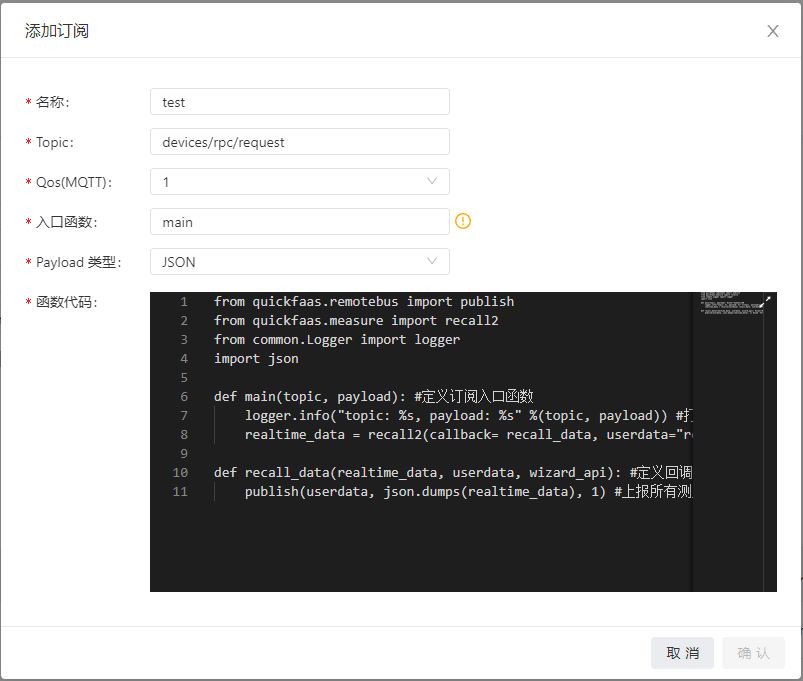 添加订阅
* 名称: test
* Topic: devices/rpc/request
* Qos(MQTT): 1
* 入口函数: main
* Payload 类型: JSON
* 函数代码:
1 from quickfaas.remotebus import publish
2 from quickfaas.measure import recall2
3 from common.Logger import logger
4 import json
5
6 def main(topic, payload): #定义订阅入口函数
7 logger.info("topic: %s, payload: %s" %(topic, payload)) #打
8 realtime_data = recall2(callback= recall_data, userdata="r
9
10 def recall_data(realtime_data, userdata, wizard_api): #定义回调
11 publish(userdata, json.dumps(realtime_data), 1) #上报所有测
取 消
确 认